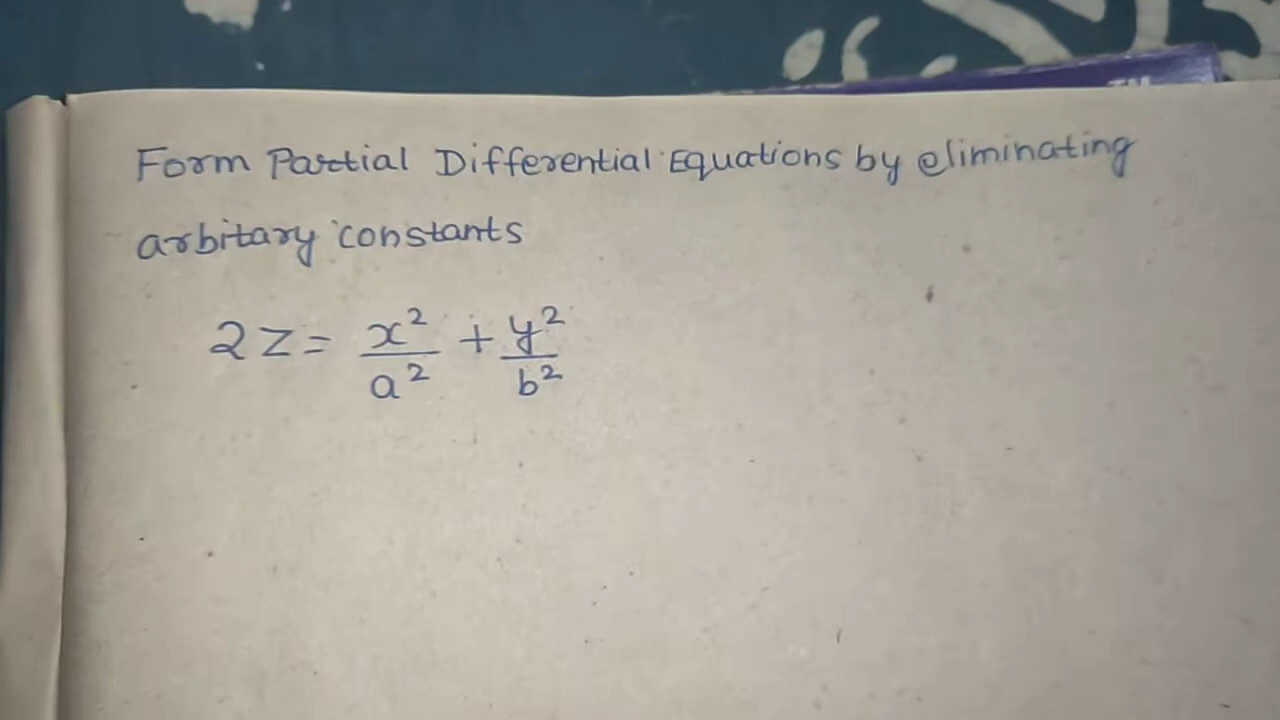 Form Partial Differential Equations by eliminating
arbitary constants
2z = x²/a² + y²/b²